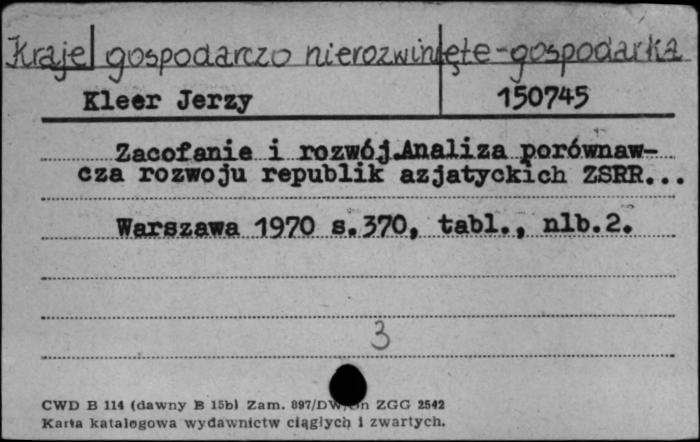 Kraje gospodarczo nierozwinięte-gospodarka
Kleer Jerzy 150745
Zacofanie i rozwój.Analiza porównaw-
cza rozwoju republik azjatyckich ZSRR...
Warszawa 1970 s.370, tabl., nlb.2.
3
CWD B 114 (dawny B 15b) Zam. 897/DW/ ZGG 2542
Karta katalogowa wydawnictw ciągłych i zwartych.